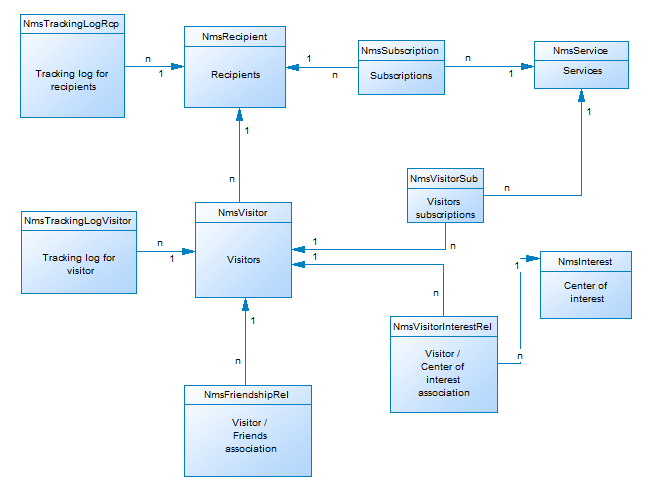 NmsTrackingLogRcp
Tracking log for
recipients
n
1
NmsRecipient
Recipients
1
n
NmsSubscription
Subscriptions
n
1
NmsService
Services
1
1
n
NmsVisitorSub
Visitors
subscriptions
n
n
NmsTrackingLogVisitor
Tracking log for
visitor
n
1
NmsVisitor
Visitors
1
1
n
1
NmsInterest
Center of
interest
1
n
NmsVisitorInterestRel
Visitor /
Center of
interest
association
n
n
NmsFriendshipRel
Visitor /
Friends
association